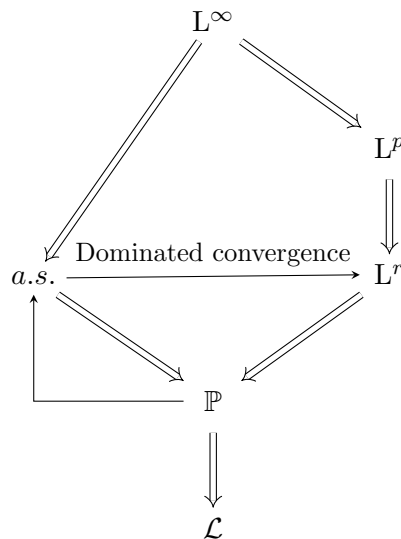 L^∞
L^p
Dominated convergence
a.s. L^r
ℙ
ℒ